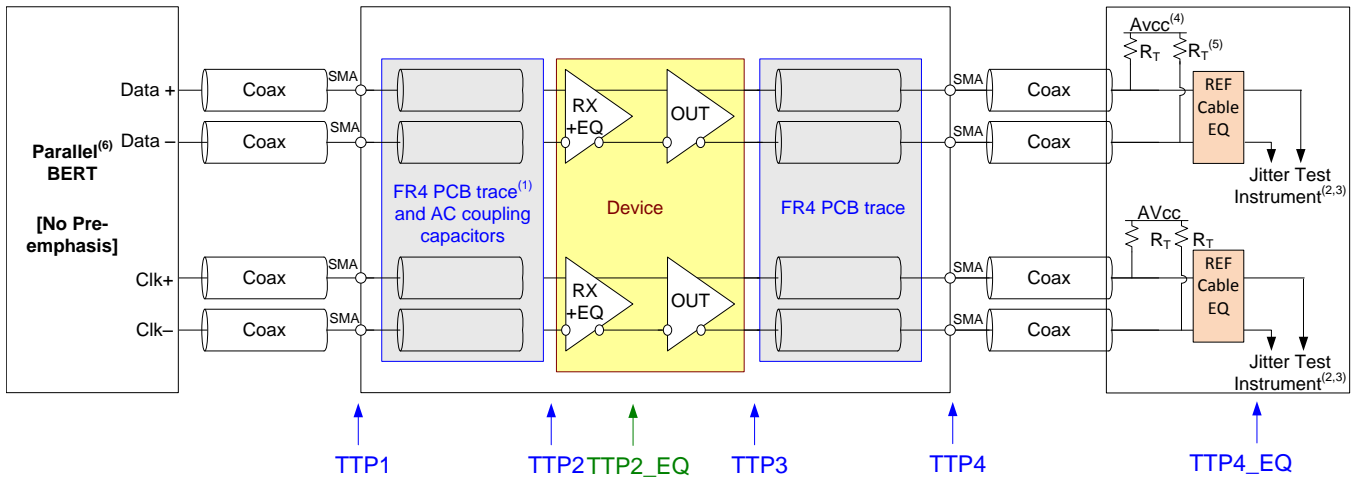 Parallel(6)
BERT
[No Pre-
emphasis]
Data +
Data –
Clk+
Clk–
Coax
Coax
Coax
Coax
SMA
SMA
SMA
SMA
FR4 PCB trace(1)
and AC coupling
capacitors
RX
+EQ
OUT
Device
RX
+EQ
OUT
FR4 PCB trace
SMA
SMA
SMA
SMA
Coax
Coax
Coax
Coax
Avcc(4)
RT
RT(5)
REF
Cable
EQ
Jitter Test
Instrument(2,3)
AVcc
RT
RT
REF
Cable
EQ
Jitter Test
Instrument(2,3)
TTP1
TTP2
TTP2_EQ
TTP3
TTP4
TTP4_EQ